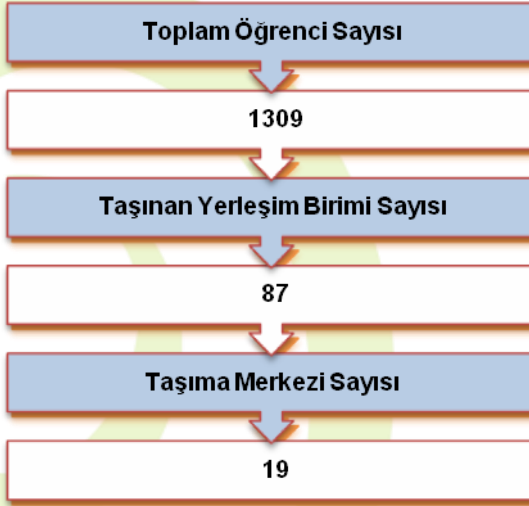 Toplam Öğrenci Sayısı
1309
Taşınan Yerleşim Birimi Sayısı
87
Taşıma Merkezi Sayısı
19